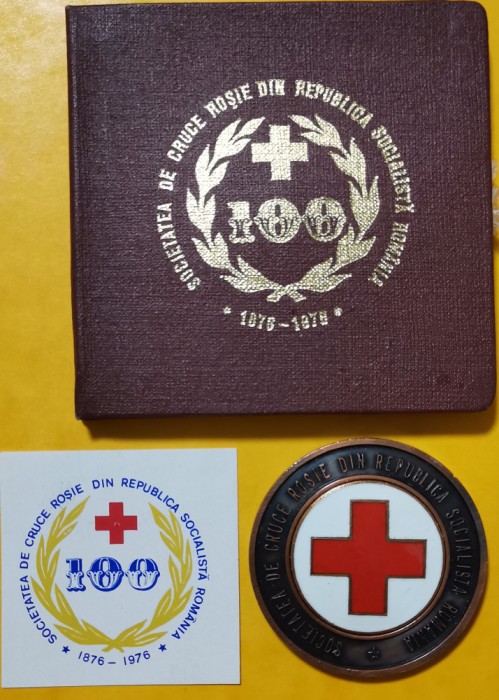 SOCIETATEA DE CRUCE ROȘIE DIN REPUBLICA SOCIALISTĂ ROMÂNIA
100
* 1876 - 1976 *
SOCIETATEA DE CRUCE ROȘIE DIN REPUBLICA SOCIALISTĂ ROMÂNIA
100
* 1876 - 1976 *
SOCIETATEA DE CRUCE ROȘIE DIN REPUBLICA SOCIALISTĂ ROMÂNIA *